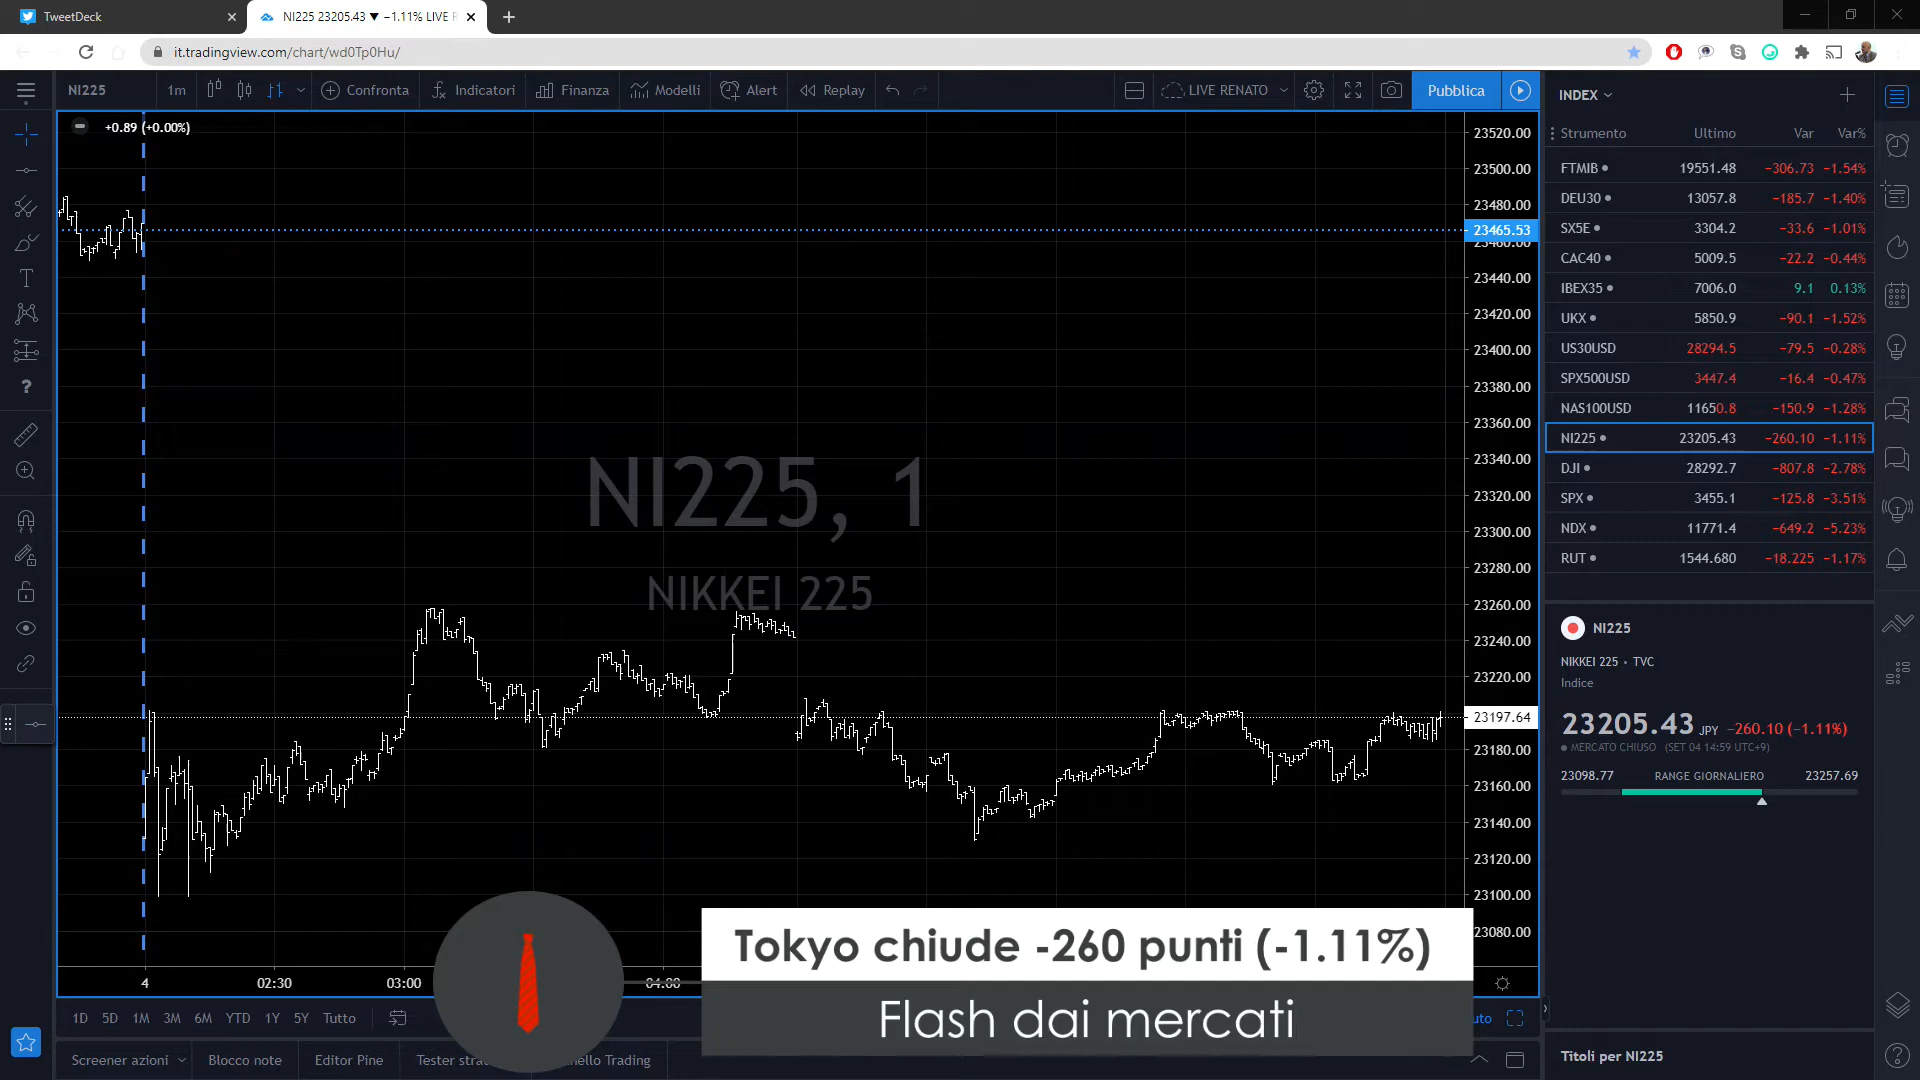 TweetDeck
NI225 23205.43 ▼ −1.11% LIVE R
it.tradingview.com/chart/wd0Tp0Hu/
NI225 1m Confronta Indicatori Finanza Modelli Alert Replay LIVE RENATO Pubblica
+0.89 (+0.00%)
23520.00
23500.00
23480.00
23465.53
23460.00
23440.00
23420.00
23400.00
23380.00
23360.00
23340.00
23320.00
23300.00
23280.00
23260.00
23240.00
23220.00
23197.64
23180.00
23160.00
23140.00
23120.00
23100.00
23080.00
NI225, 1
NIKKEI 225
4 02:30 03:00 04:00
1D 5D 1M 3M 6M YTD 1Y 5Y Tutto
Screener azioni Blocco note Editor Pine Tester stra nello Trading
Tokyo chiude -260 punti (-1.11%)
Flash dai mercati
uto
INDEX
Strumento Ultimo Var Var%
FTMIB 19551.48 −306.73 −1.54%
DEU30 13057.8 −185.7 −1.40%
SX5E 3304.2 −33.6 −1.01%
CAC40 5009.5 −22.2 −0.44%
IBEX35 7006.0 9.1 0.13%
UKX 5850.9 −90.1 −1.52%
US30USD 28294.5 −79.5 −0.28%
SPX500USD 3447.4 −16.4 −0.47%
NAS100USD 11650.8 −150.9 −1.28%
NI225 23205.43 −260.10 −1.11%
DJI 28292.7 −807.8 −2.78%
SPX 3455.1 −125.8 −3.51%
NDX 11771.4 −649.2 −5.23%
RUT 1544.680 −18.225 −1.17%
NI225
NIKKEI 225 • TVC
Indice
23205.43 JPY −260.10 (−1.11%)
MERCATO CHIUSO (SET 04 14:59 UTC+9)
23098.77 RANGE GIORNALIERO 23257.69
Titoli per NI225